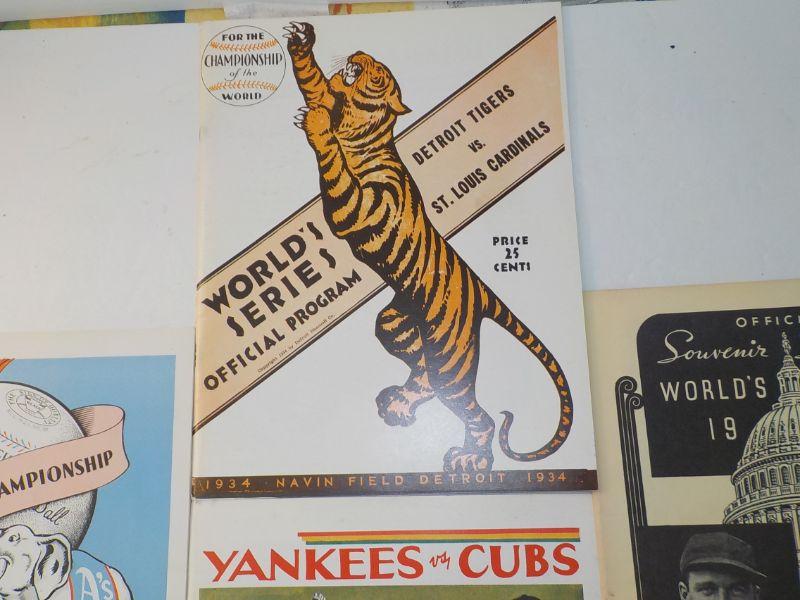 FOR THE
CHAMPIONSHIP
of the
WORLD
DETROIT TIGERS
VS.
ST. LOUIS CARDINALS
PRICE
25
CENTS
WORLD'S
SERIES
OFFICIAL PROGRAM
1934 NAVIN FIELD DETROIT 1934
AMPIONSHIP
Ball
A's
YANKEES vs CUBS
OFFICI
Souvenir
WORLD'S
19